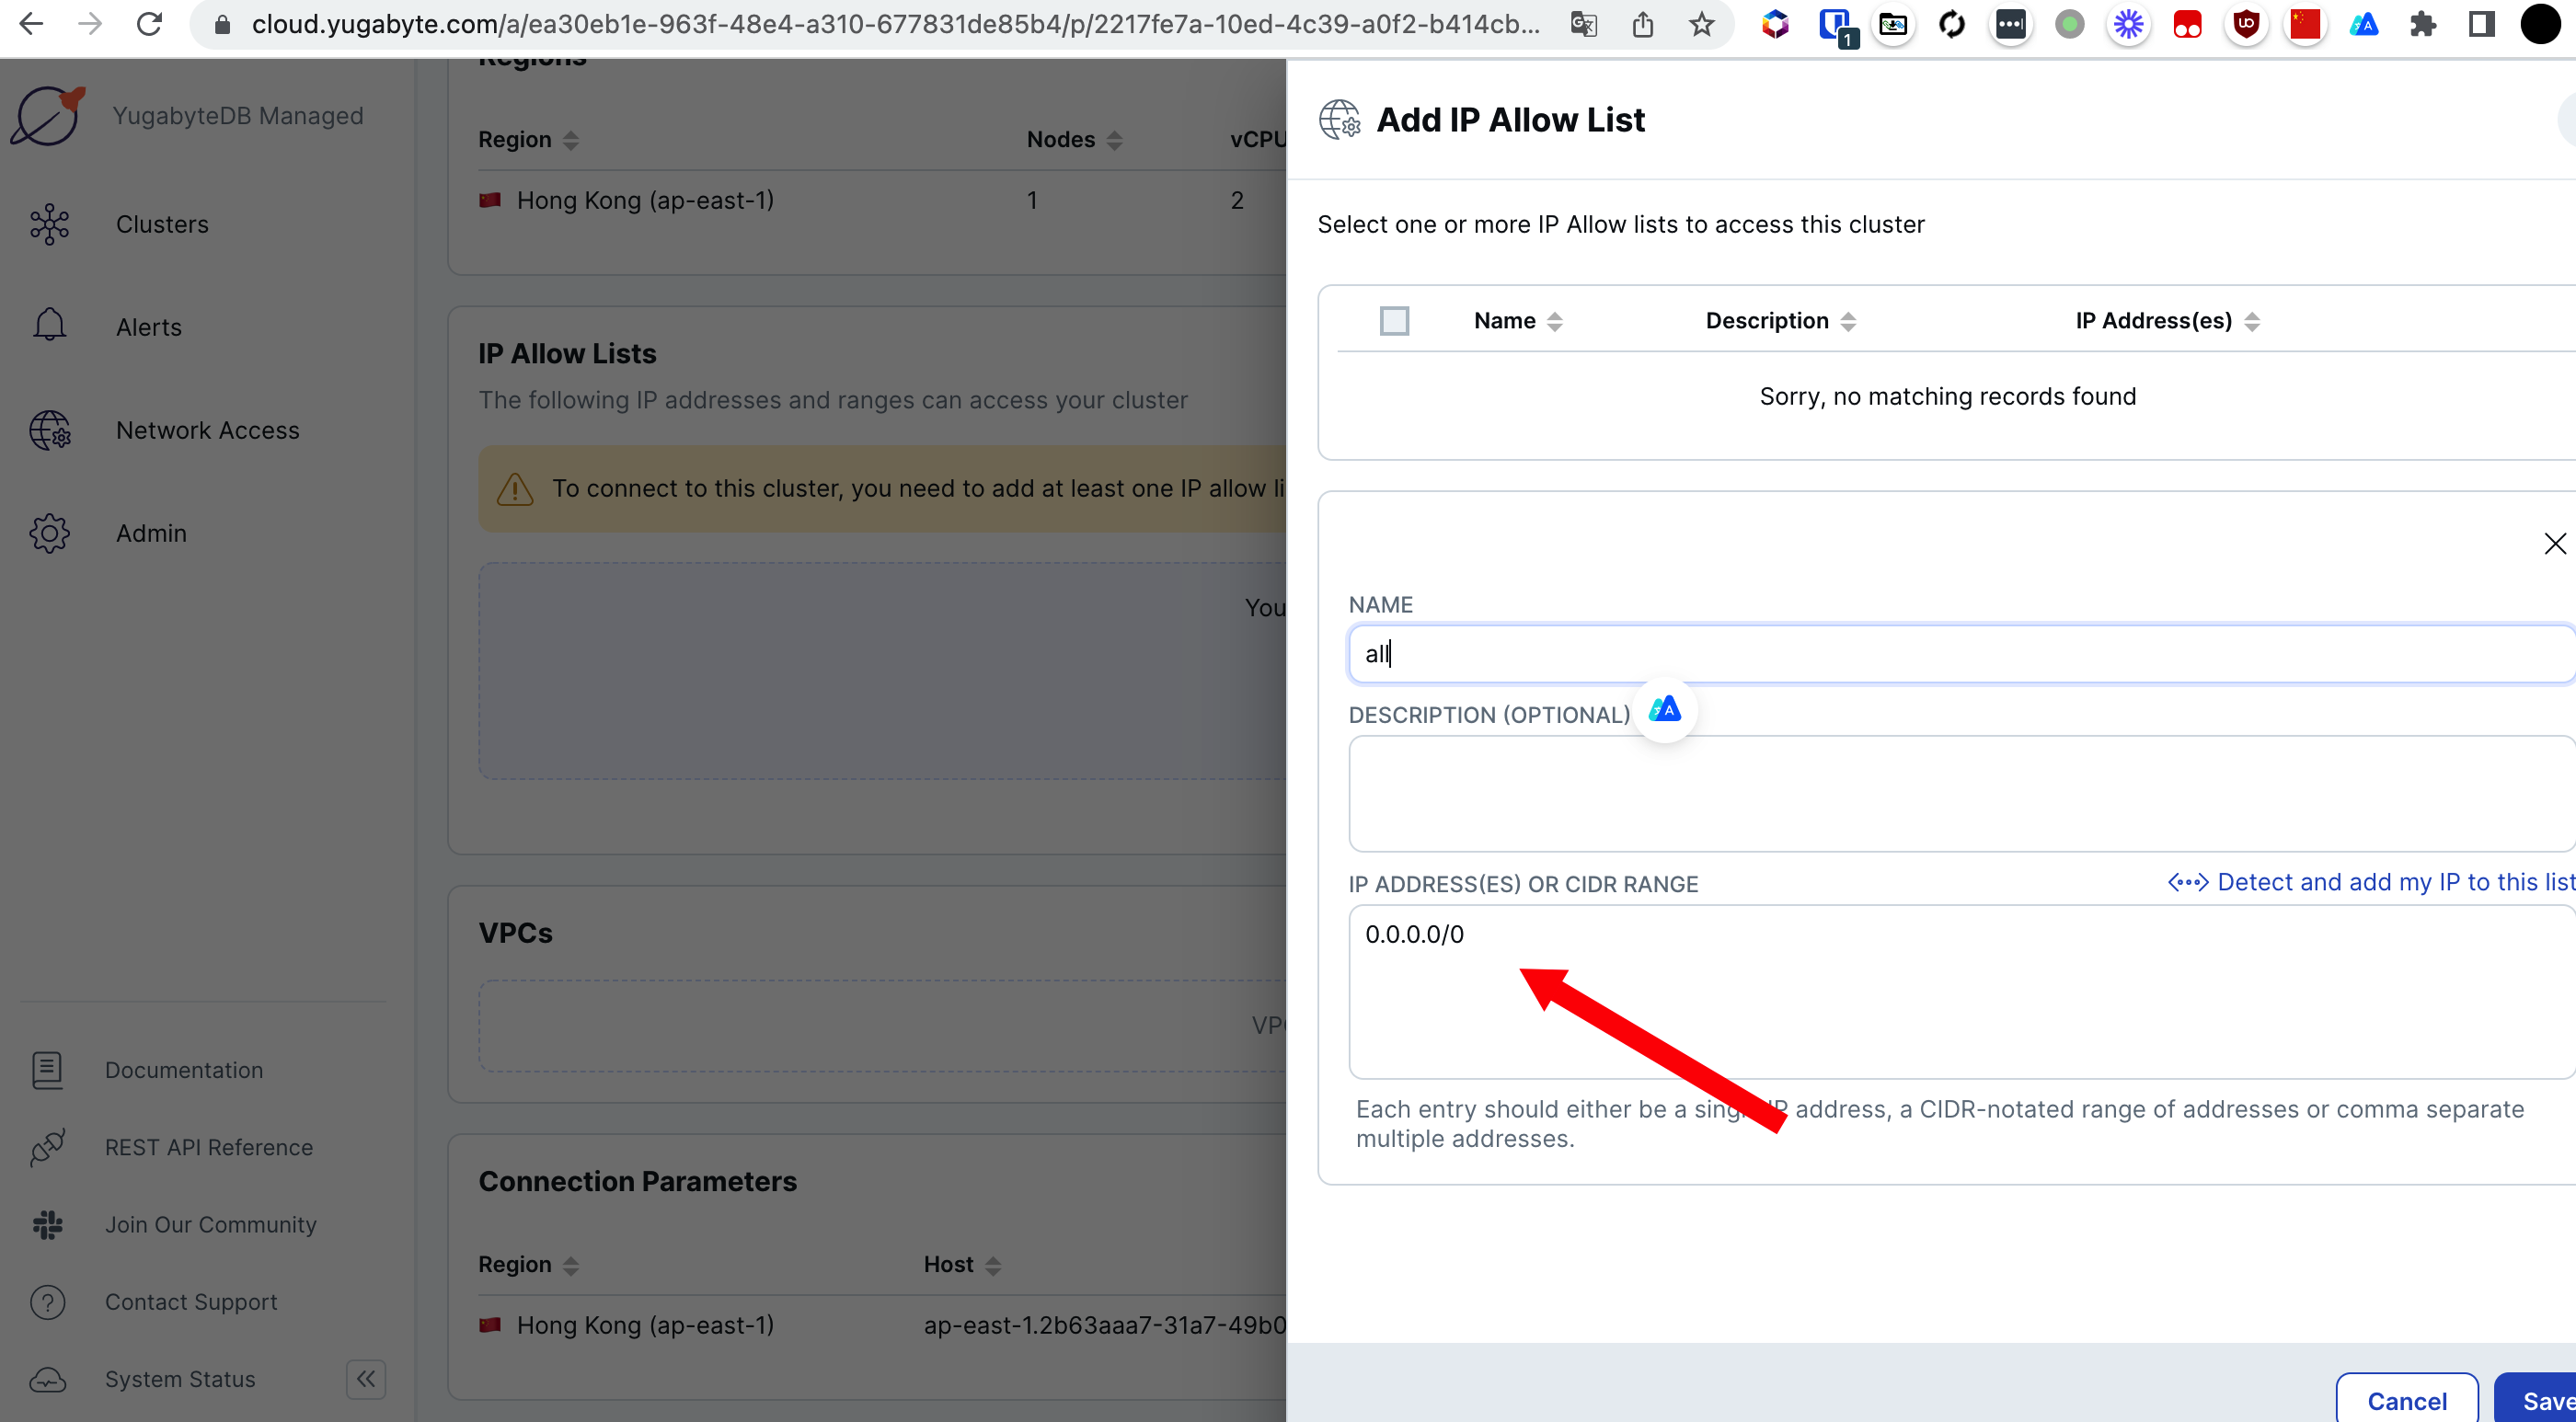 cloud.yugabyte.com/a/ea30eb1e-963f-48e4-a310-677831de85b4/p/2217fe7a-10ed-4c39-a0f2-b414cb...
1
YugabyteDB Managed
Clusters
Alerts
Network Access
Admin
Documentation
REST API Reference
Join Our Community
Contact Support
System Status
Regions
Region
Nodes
vCPU
Hong Kong (ap-east-1)
1
2
IP Allow Lists
The following IP addresses and ranges can access your cluster
To connect to this cluster, you need to add at least one IP allow li
You
VPCs
VPC
Connection Parameters
Region
Host
Hong Kong (ap-east-1)
ap-east-1.2b63aaa7-31a7-49b0
Add IP Allow List
Select one or more IP Allow lists to access this cluster
Name
Description
IP Address(es)
Sorry, no matching records found
NAME
all
DESCRIPTION (OPTIONAL)
IP ADDRESS(ES) OR CIDR RANGE
Detect and add my IP to this list
0.0.0.0/0
Each entry should either be a single IP address, a CIDR-notated range of addresses or comma separate
multiple addresses.
Cancel
Save